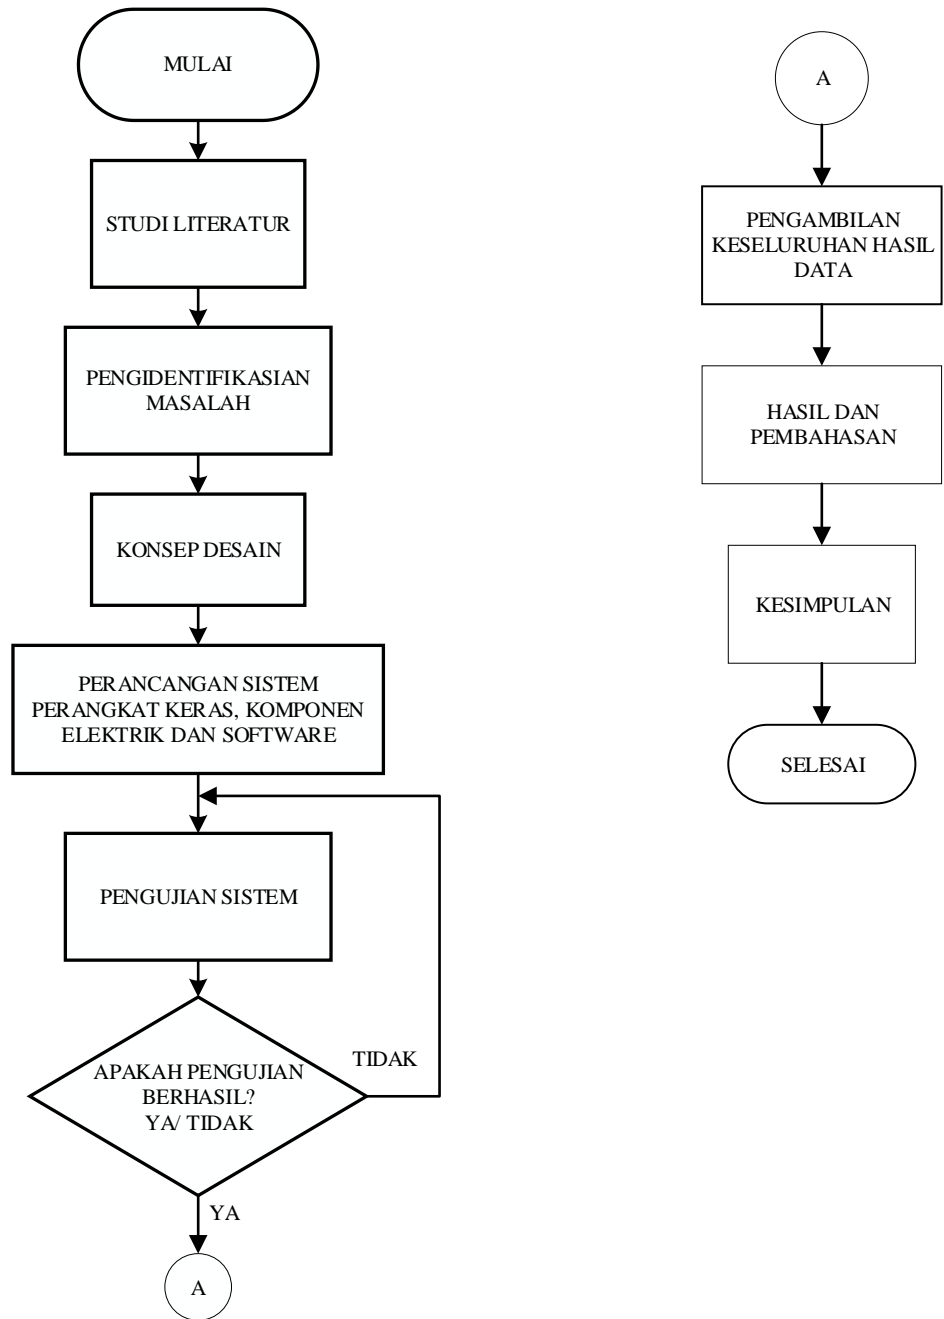 MULAI
STUDI LITERATUR
PENGIDENTIFIKASIAN
MASALAH
KONSEP DESAIN
PERANCANGAN SISTEM
PERANGKAT KERAS, KOMPONEN
ELEKTRIK DAN SOFTWARE
PENGUJIAN SISTEM
APAKAH PENGUJIAN
BERHASIL?
YA/ TIDAK
TIDAK
YA
A
A
PENGAMBILAN
KESELURUHAN HASIL
DATA
HASIL DAN
PEMBAHASAN
KESIMPULAN
SELESAI